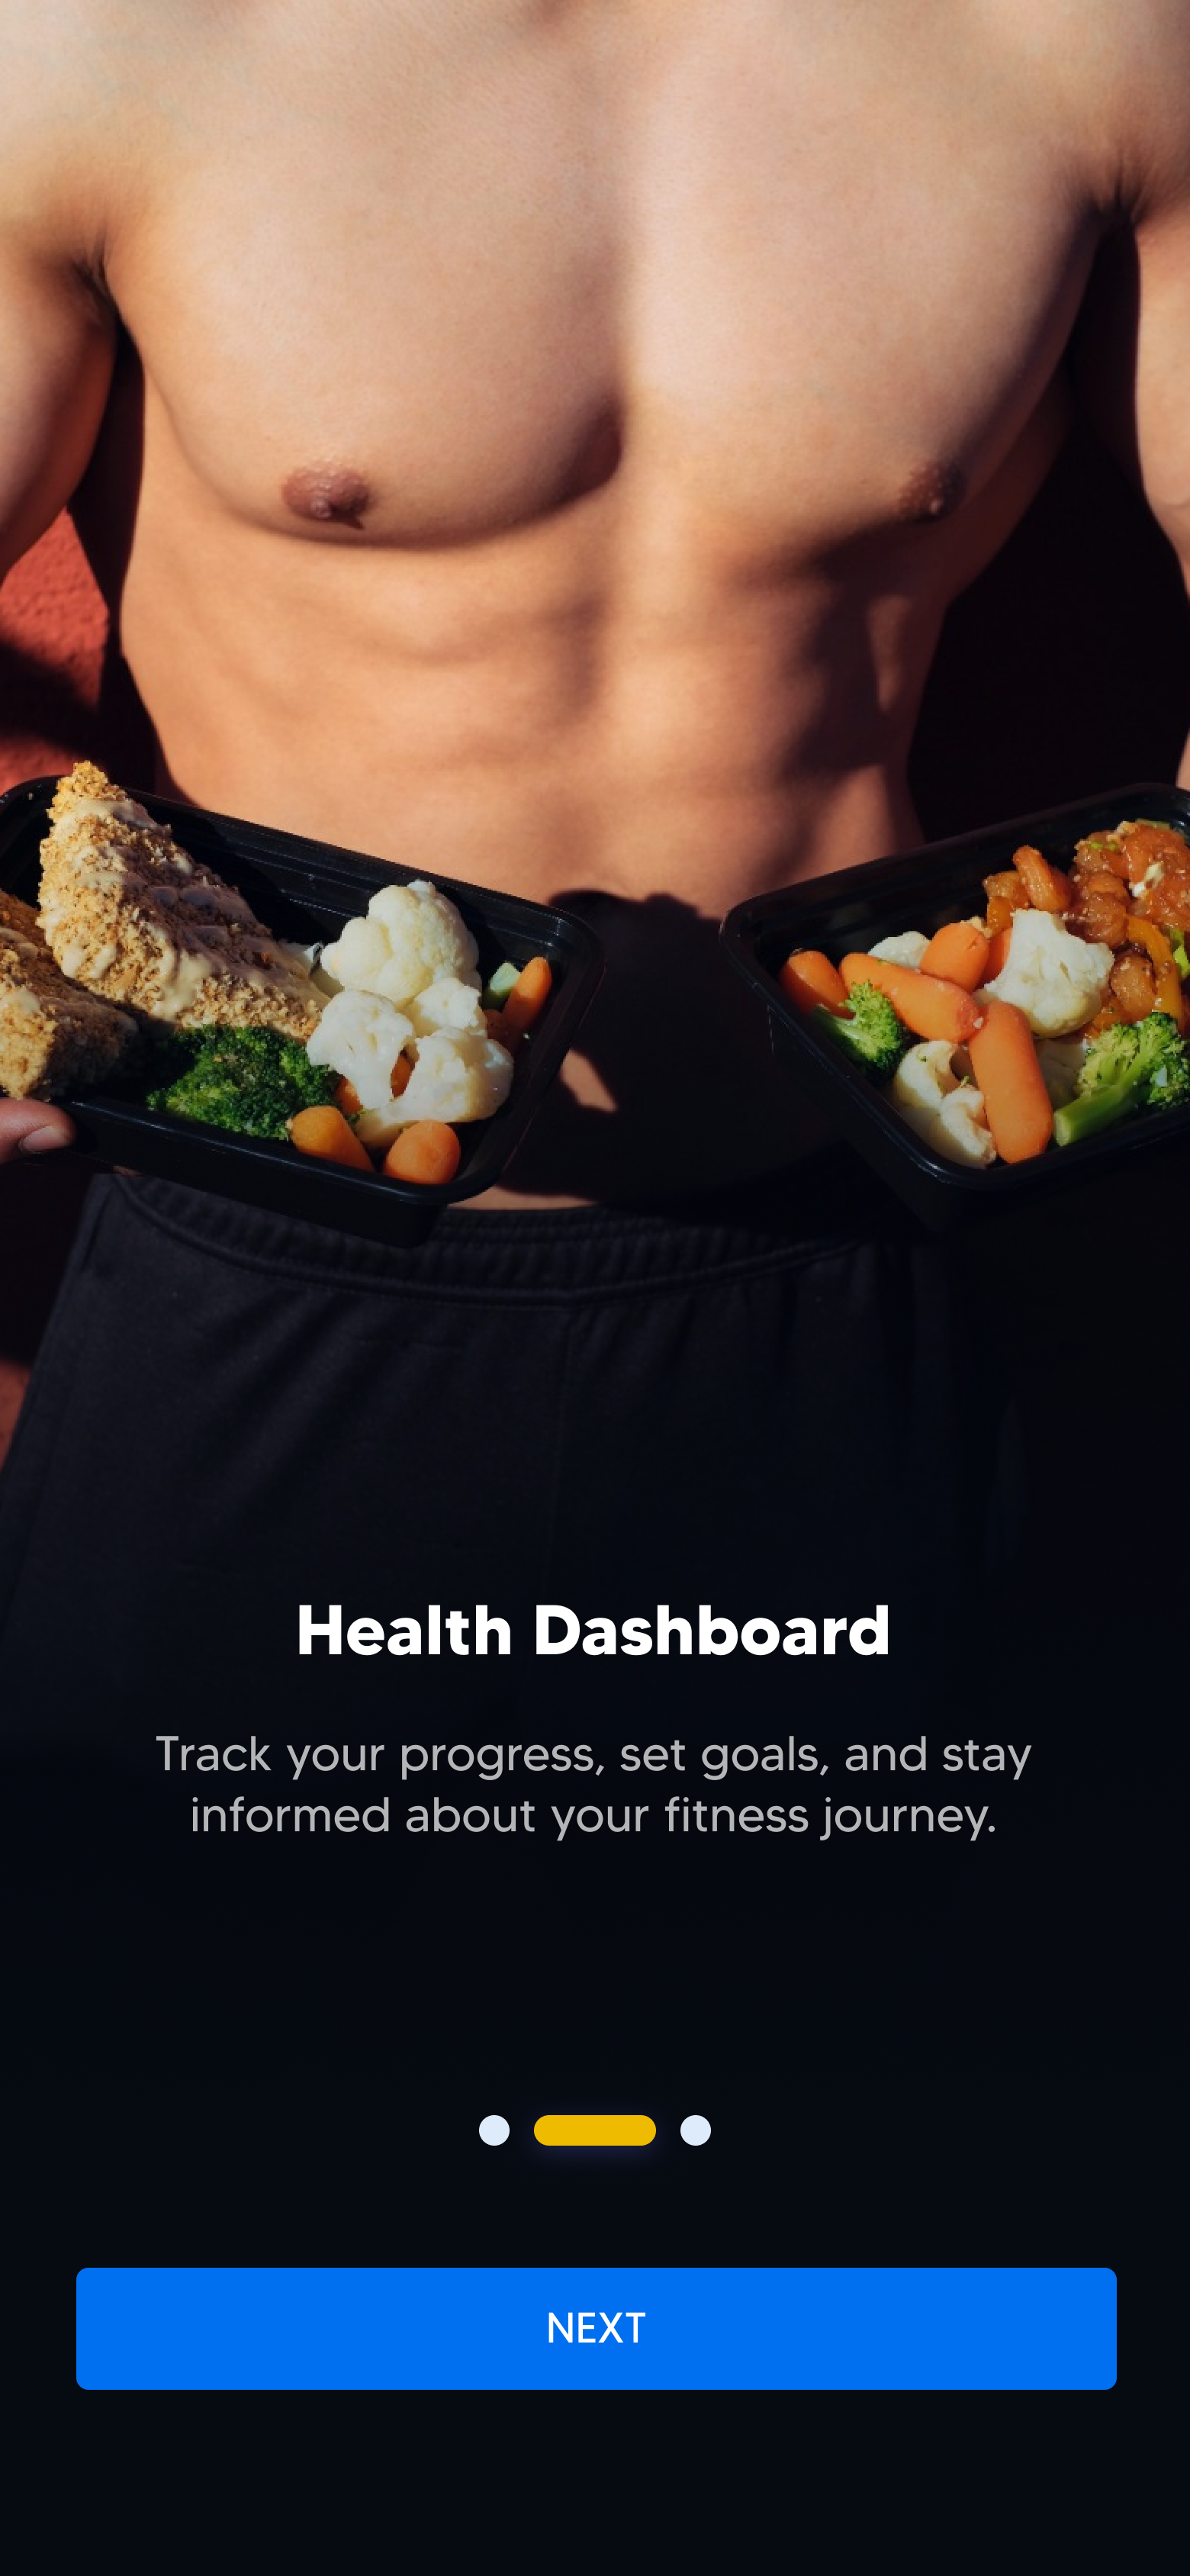 Health Dashboard
Track your progress, set goals, and stay
informed about your fitness journey.
NEXT